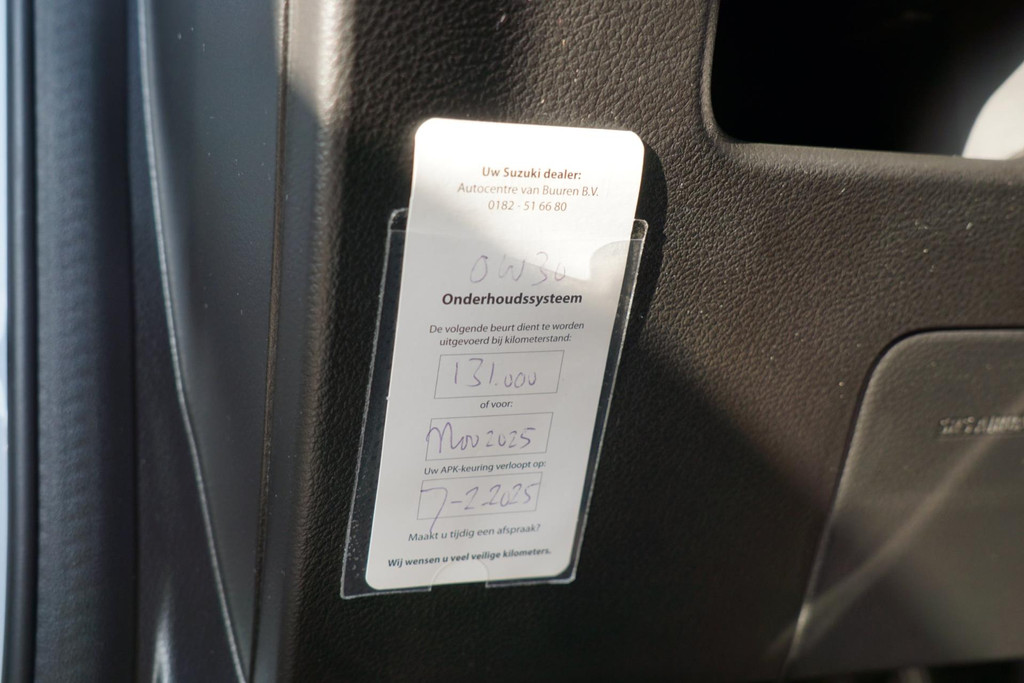 Uw Suzuki dealer:
Autocentre van Buuren B.V.
0182 - 51 66 80
0W30
Onderhoudssysteem
De volgende beurt dient te worden
uitgevoerd bij kilometerstand:
131.000
of voor:
Nov 2025
Uw APK-keuring verloopt op:
7-2-2025
Maakt u tijdig een afspraak?
Wij wensen u veel veilige kilometers.